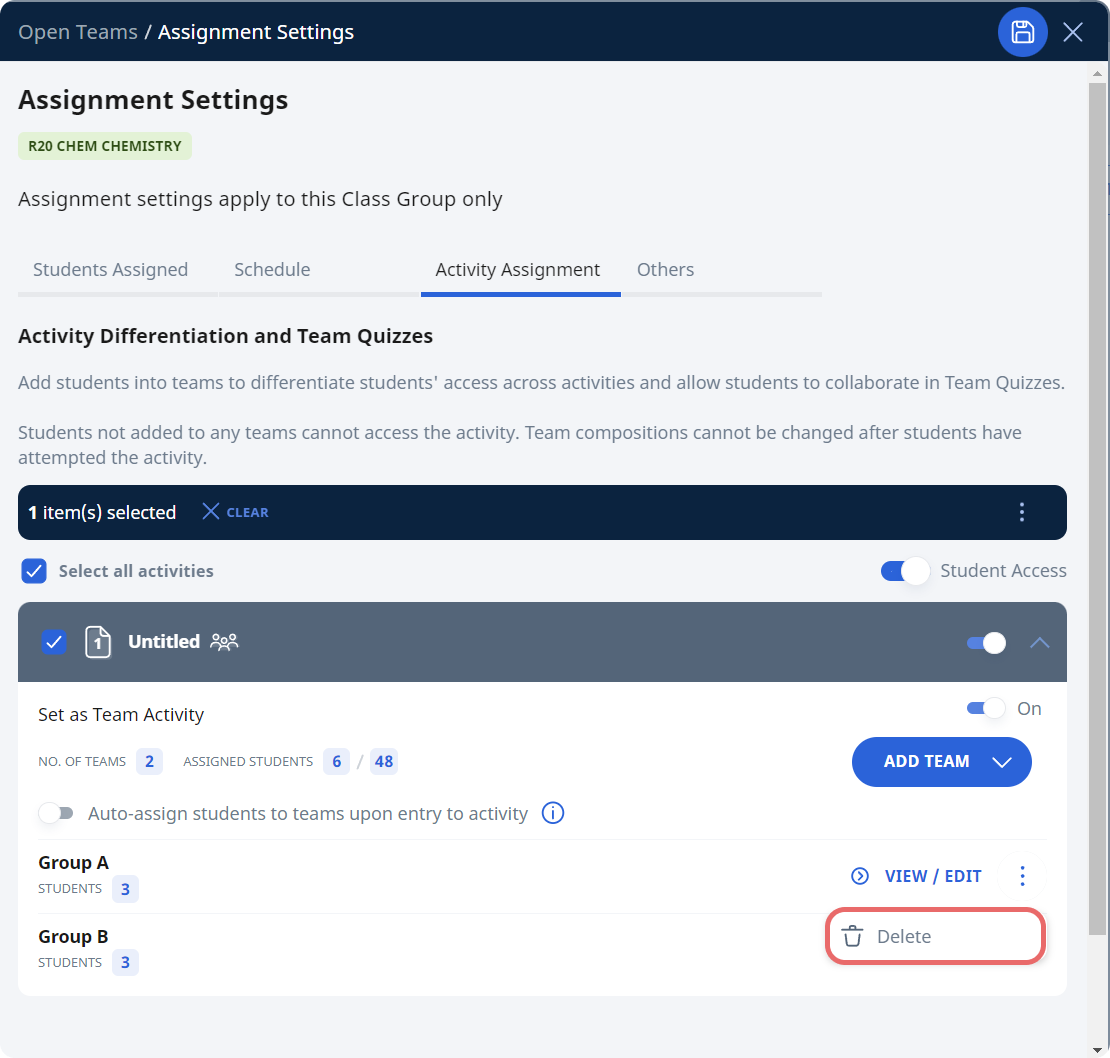 Open Teams / Assignment Settings
Assignment Settings
R20 CHEM CHEMISTRY
Assignment settings apply to this Class Group only
Students Assigned Schedule Activity Assignment Others
Activity Differentiation and Team Quizzes
Add students into teams to differentiate students' access across activities and allow students to collaborate in Team Quizzes.
Students not added to any teams cannot access the activity. Team compositions cannot be changed after students have
attempted the activity.
1 item(s) selected CLEAR
Select all activities Student Access
1 Untitled
Set as Team Activity On
NO. OF TEAMS 2 ASSIGNED STUDENTS 6 / 48 ADD TEAM
Auto-assign students to teams upon entry to activity
Group A
STUDENTS 3 VIEW / EDIT
Group B Delete
STUDENTS 3